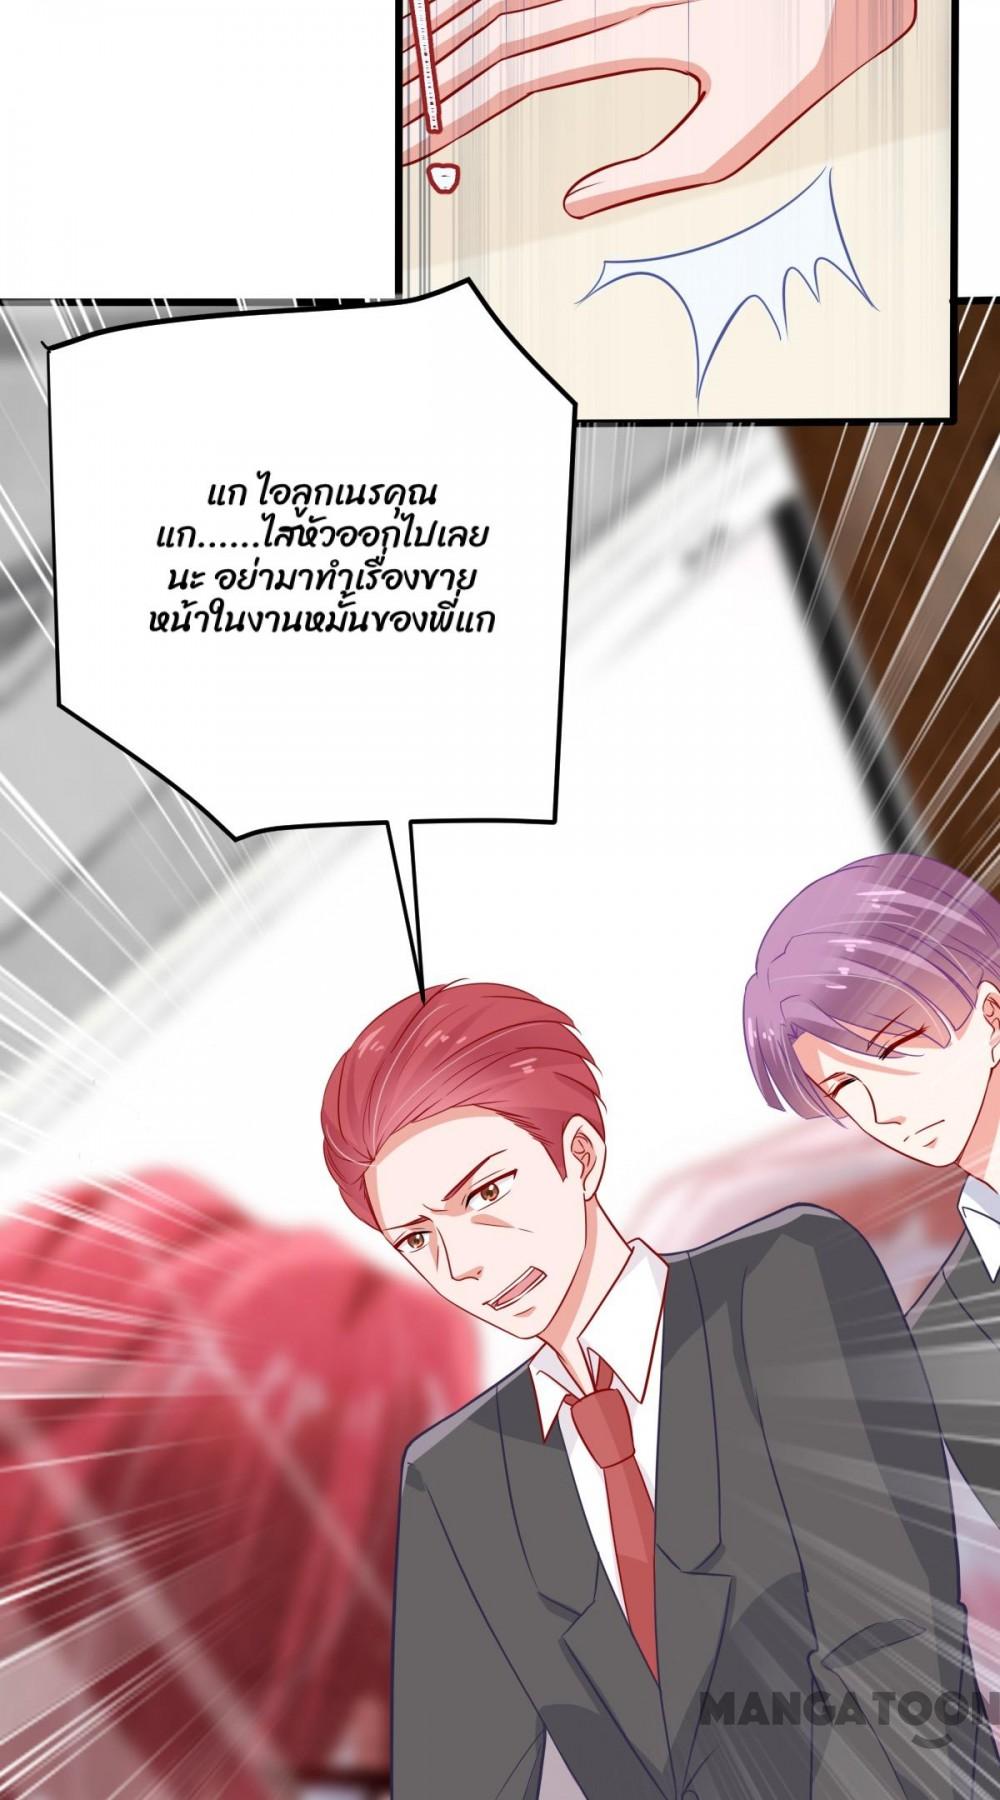 แก ไอลูกเนรคุณ
แก......ไสหัวออกไปเลย
นะ อย่ามาทำเรื่องขาย
หน้าในงานหมั้นของพี่แก
MANGATOON